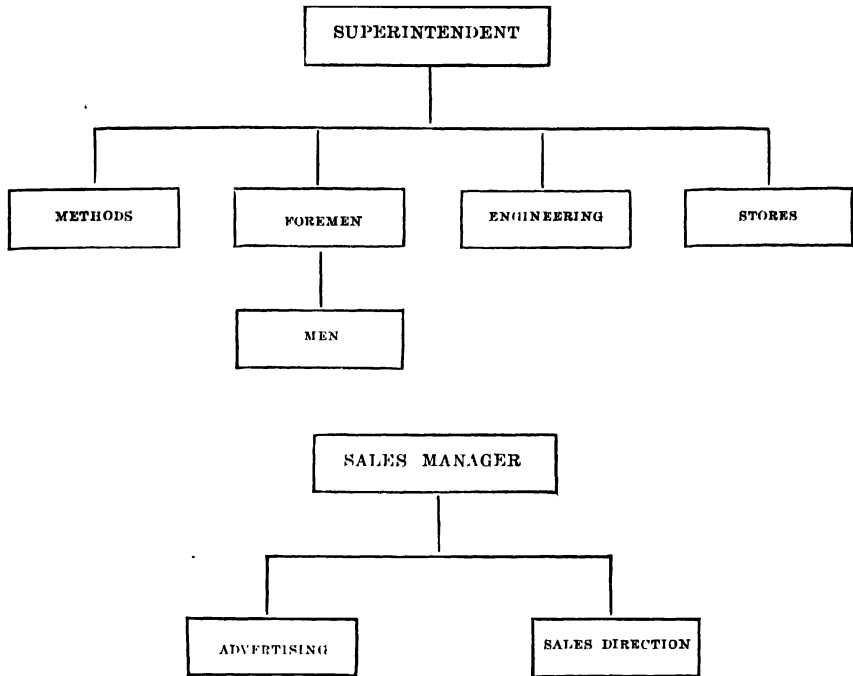 SUPERINTENDENT
METHODS
FOREMEN
ENGINEERING
STORES
MEN
SALES MANAGER
ADVERTISING
SALES DIRECTION